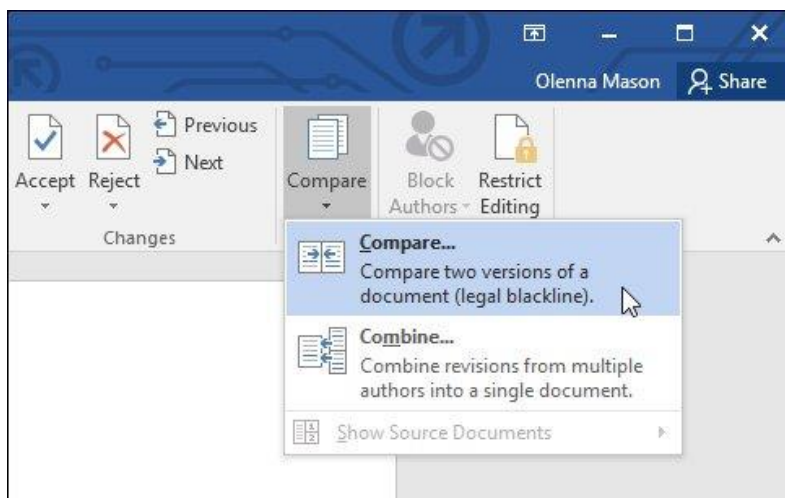 Olenna Mason
Share
Previous
Next
Accept
Reject
Compare
Block
Authors
Restrict
Editing
Changes
Compare...
Compare two versions of a
document (legal blackline).
Combine...
Combine revisions from multiple
authors into a single document.
Show Source Documents